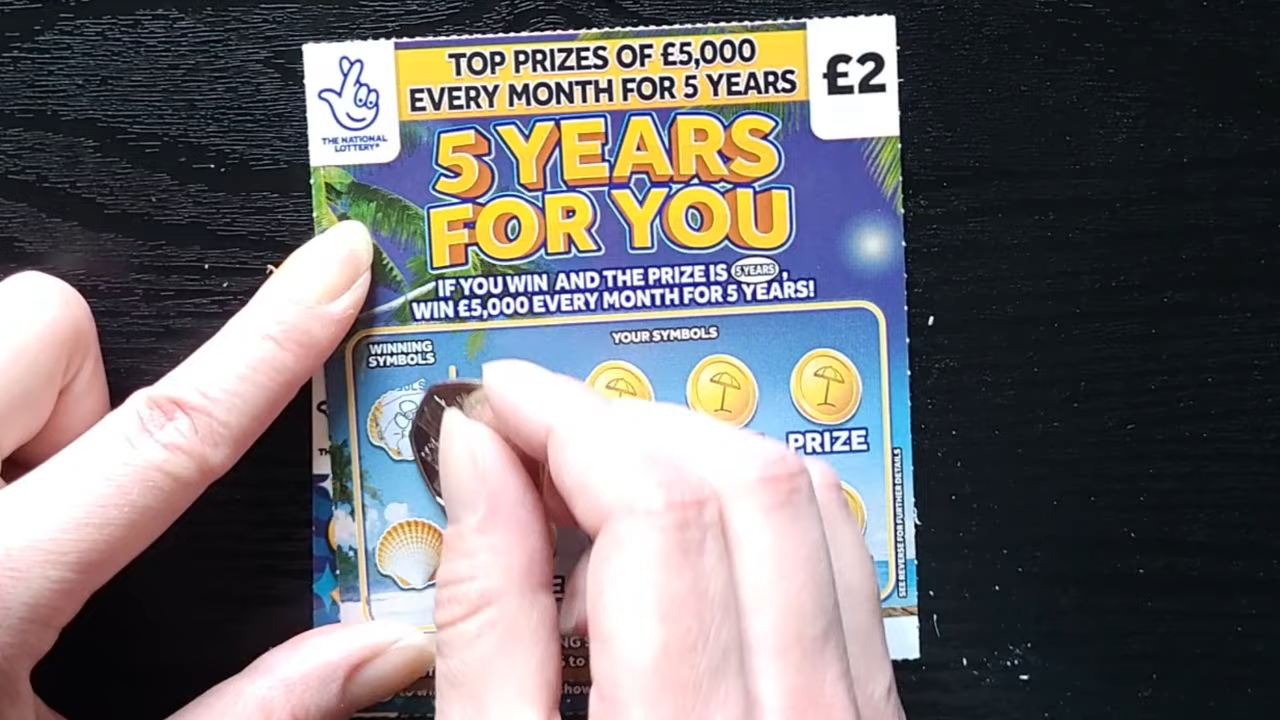 TOP PRIZES OF £5,000
EVERY MONTH FOR 5 YEARS
£2
THE NATIONAL
LOTTERY®
5 YEARS
FOR YOU
IF YOU WIN AND THE PRIZE IS 5 YEARS,
WIN £5,000 EVERY MONTH FOR 5 YEARS!
WINNING
SYMBOLS
YOUR SYMBOLS
PRIZE
SEE REVERSE FOR FURTHER DETAILS